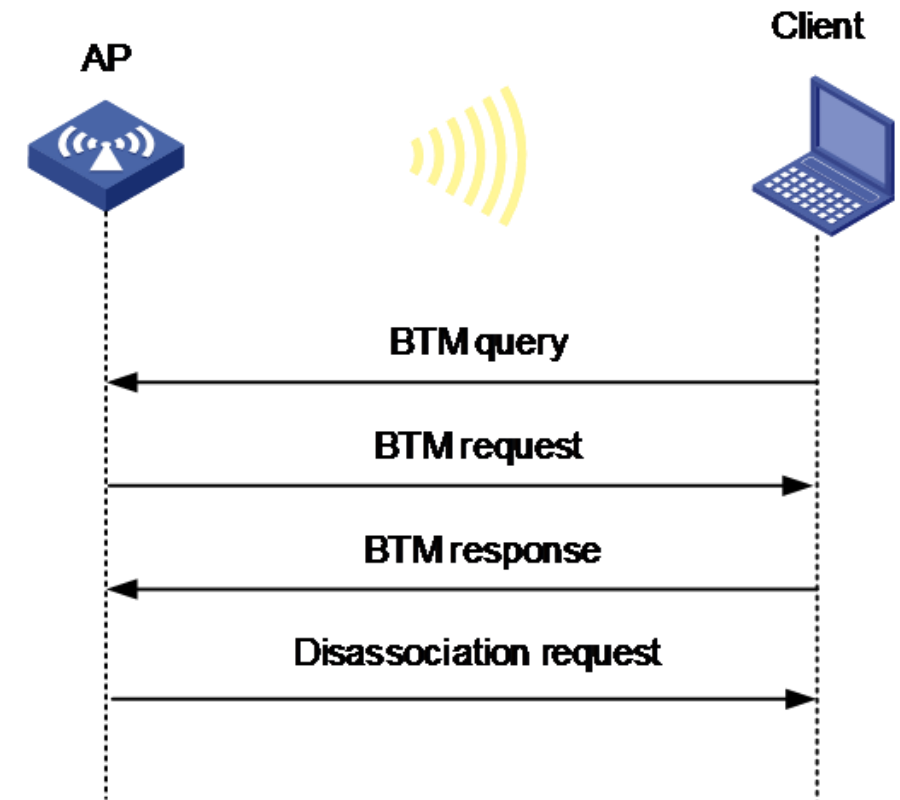 AP
Client
BTM query
BTM request
BTM response
Disassociation request